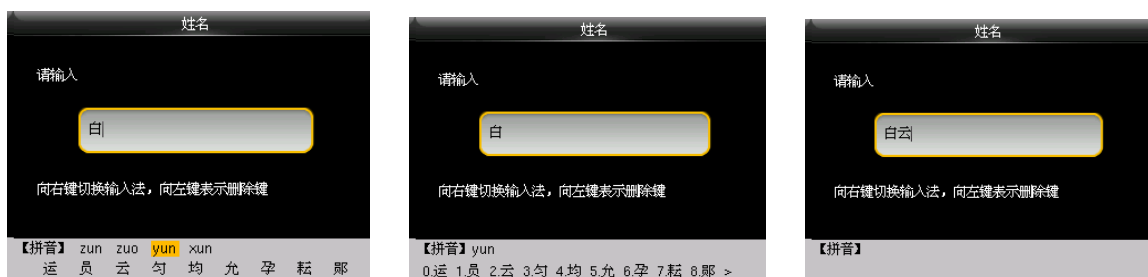 姓名
请输入
白
向右键切换输入法，向左键表示删除键
【拼音】 zun zuo yun xun
运 员 云 匀 均 允 孕 耘 郧
姓名
请输入
白
向右键切换输入法，向左键表示删除键
【拼音】yun
0.运 1.员 2.云 3.匀 4.均 5.允 6.孕 7.耘 8.郧 >
姓名
请输入
白云
向右键切换输入法，向左键表示删除键
【拼音】